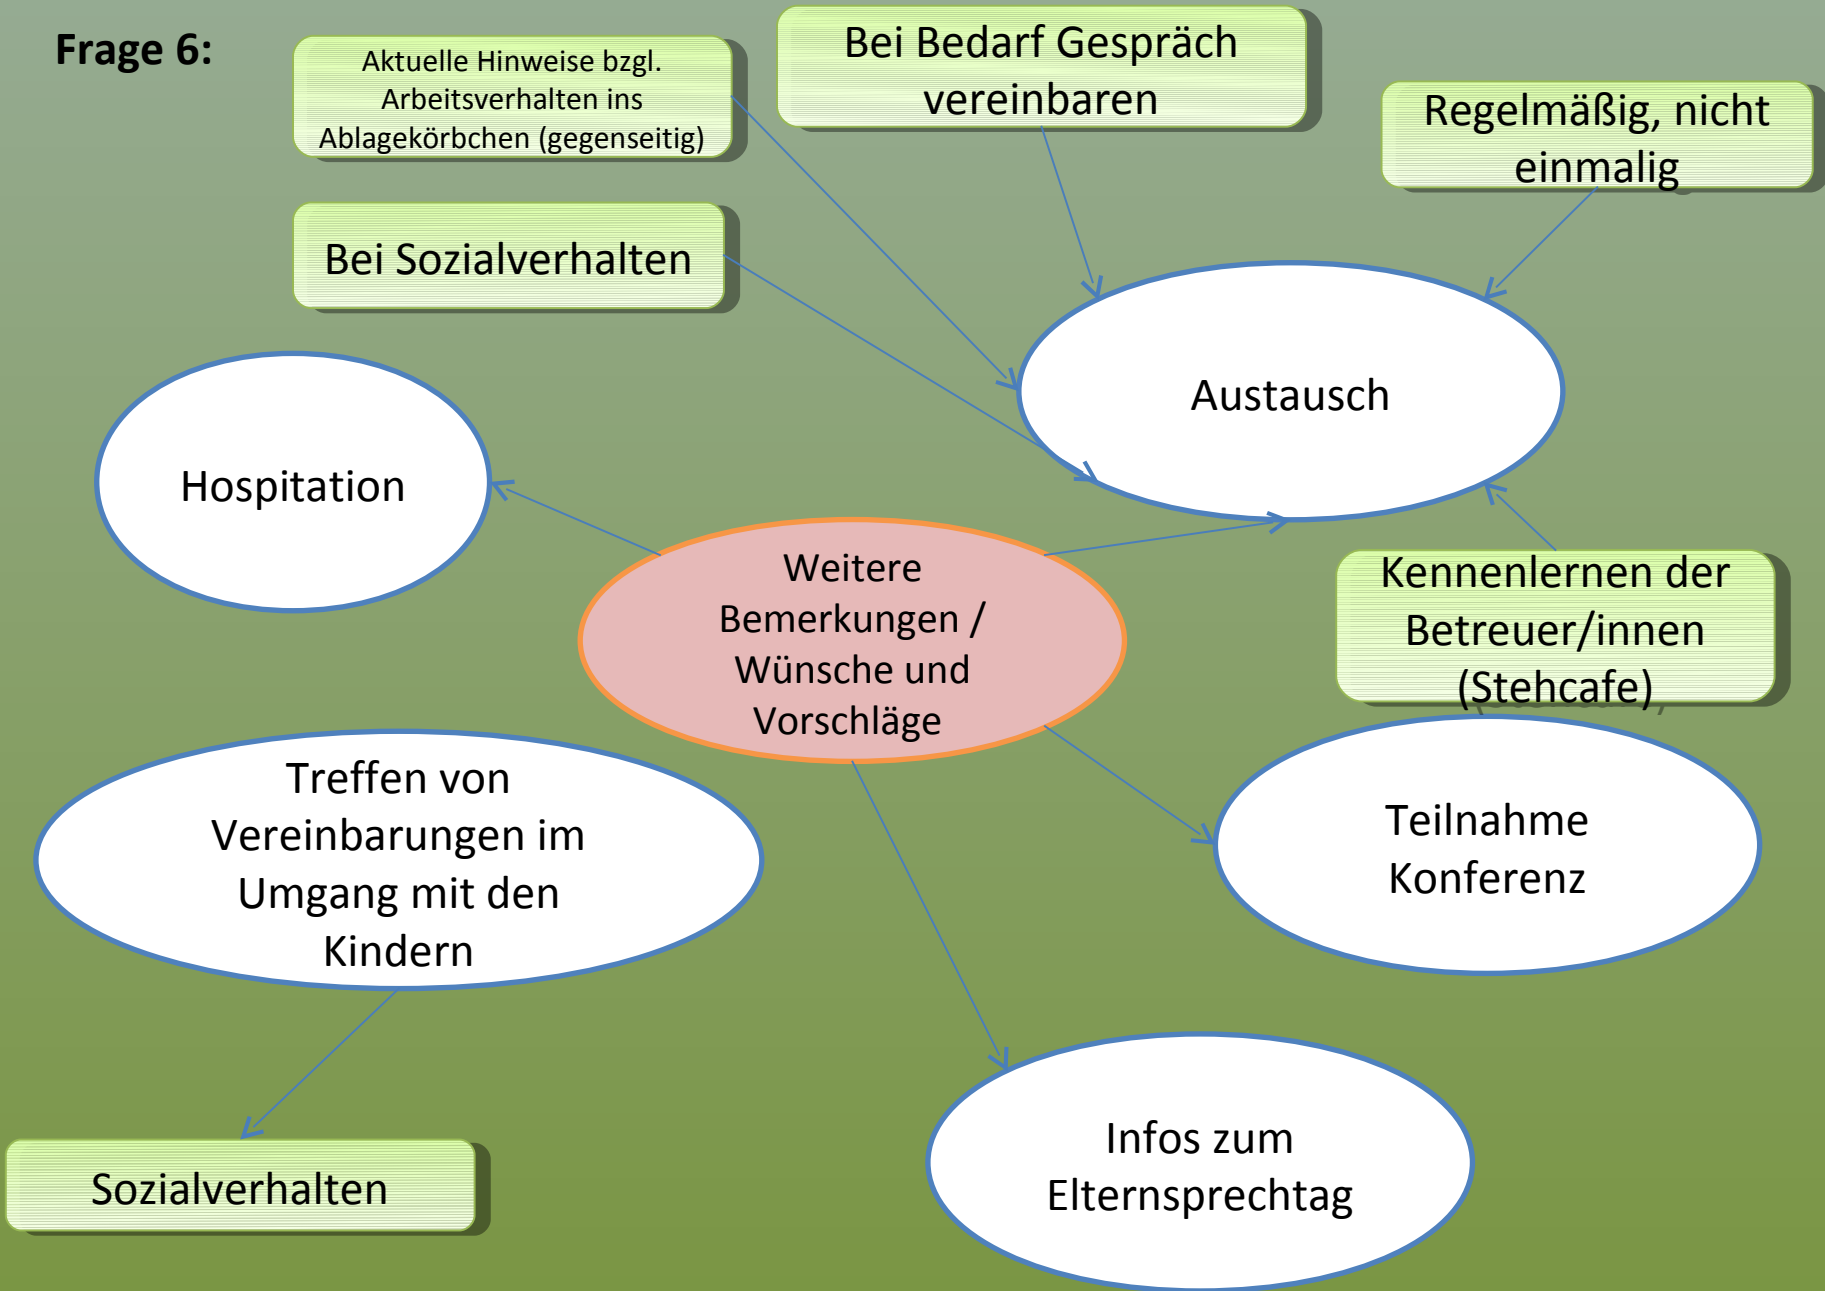 Frage 6:
Aktuelle Hinweise bzgl.
Arbeitsverhalten ins
Ablagekörbchen (gegenseitig)
Bei Bedarf Gespräch
vereinbaren
Regelmäßig, nicht
einmalig
Bei Sozialverhalten
Austausch
Hospitation
Weitere
Bemerkungen /
Wünsche und
Vorschläge
Kennenlernen der
Betreuer/innen
(Stehcafe)
Treffen von
Vereinbarungen im
Umgang mit den
Kindern
Teilnahme
Konferenz
Sozialverhalten
Infos zum
Elternsprechtag